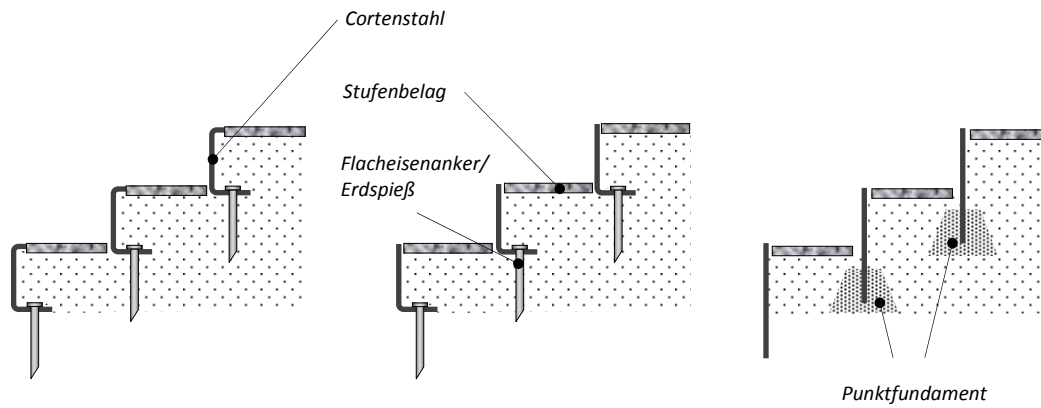 Cortenstahl
Stufenbelag
Flacheisenanker/
Erdspieß
Punktfundament